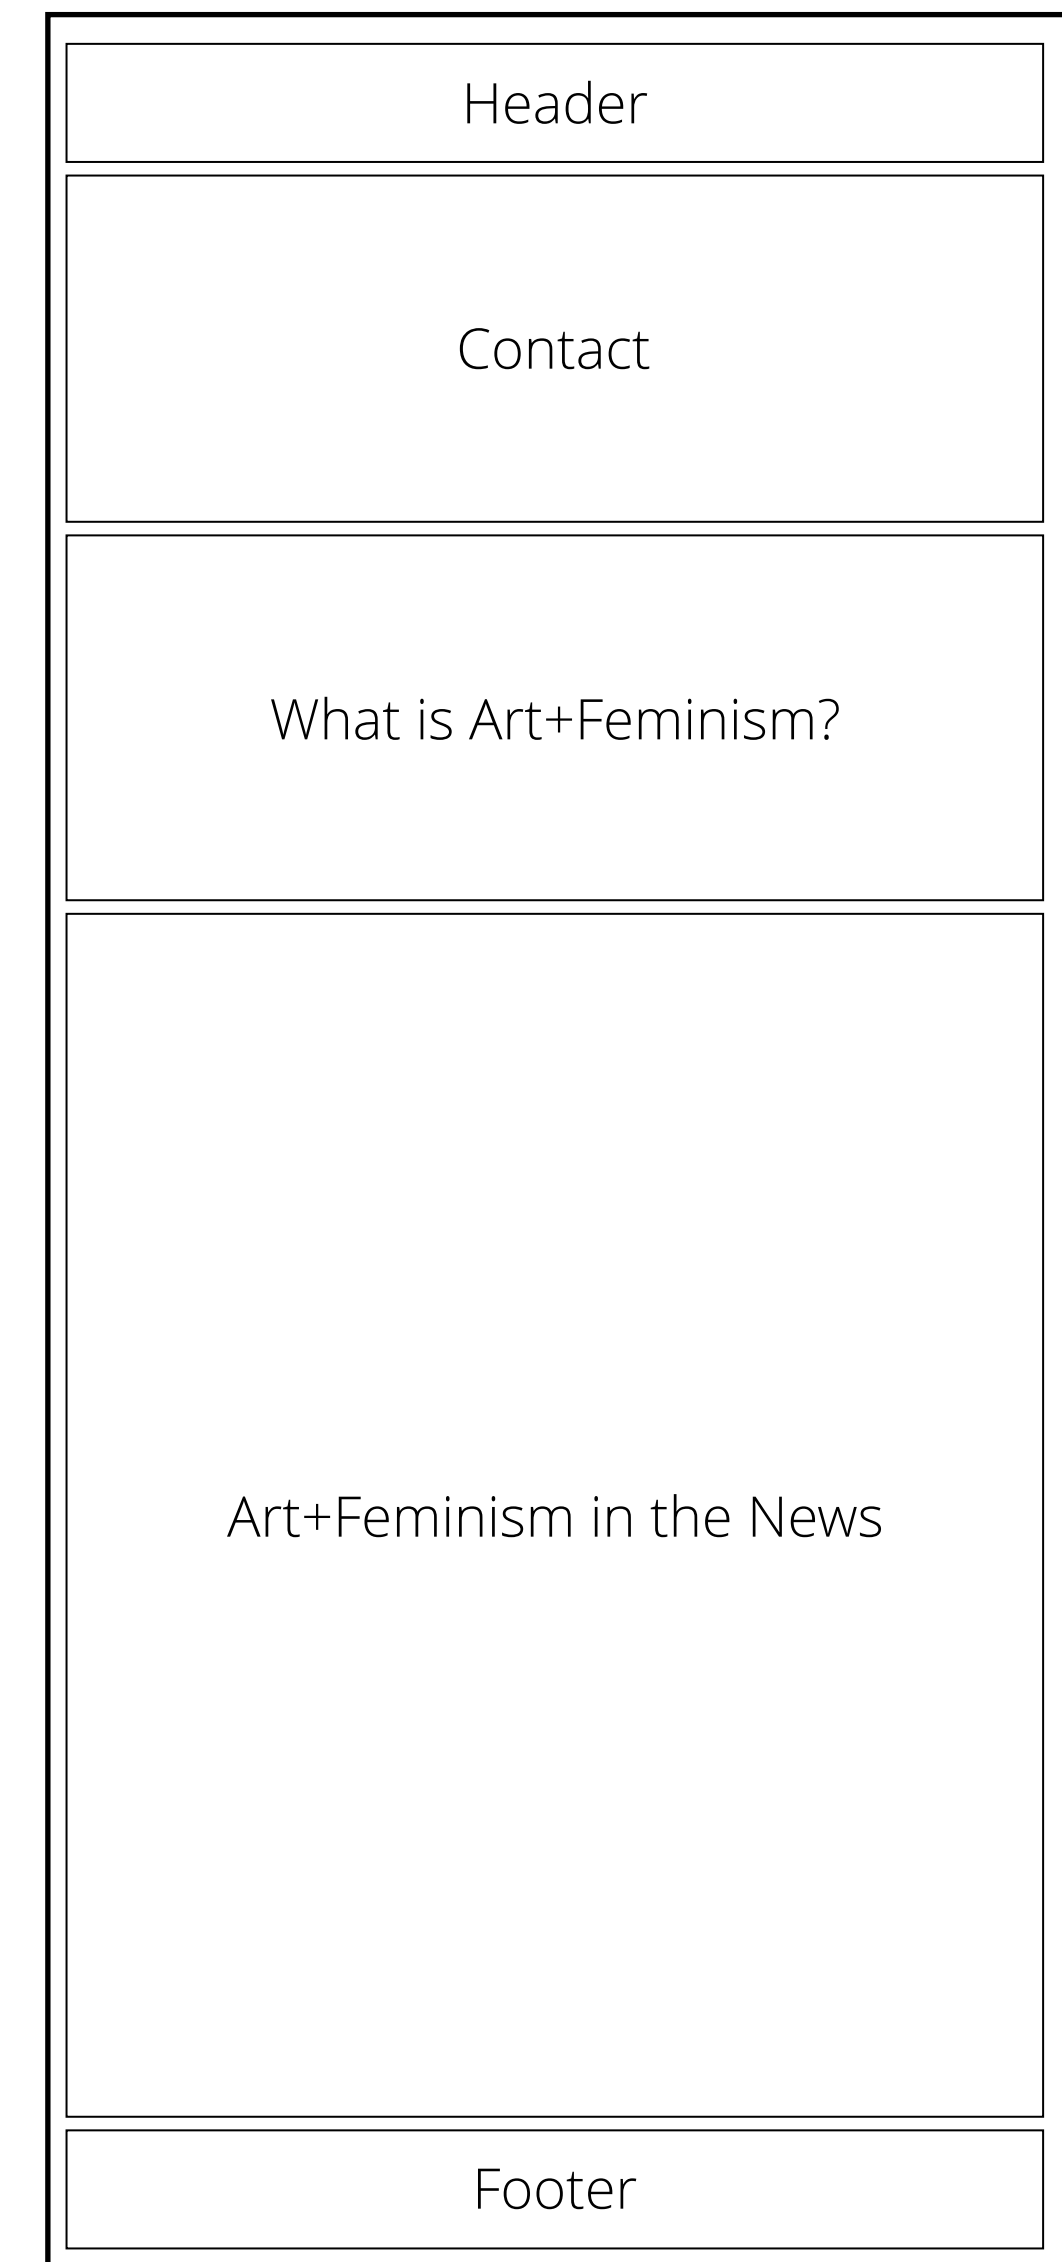 Header
Contact
What is Art+Feminism?
Art+Feminism in the News
Footer